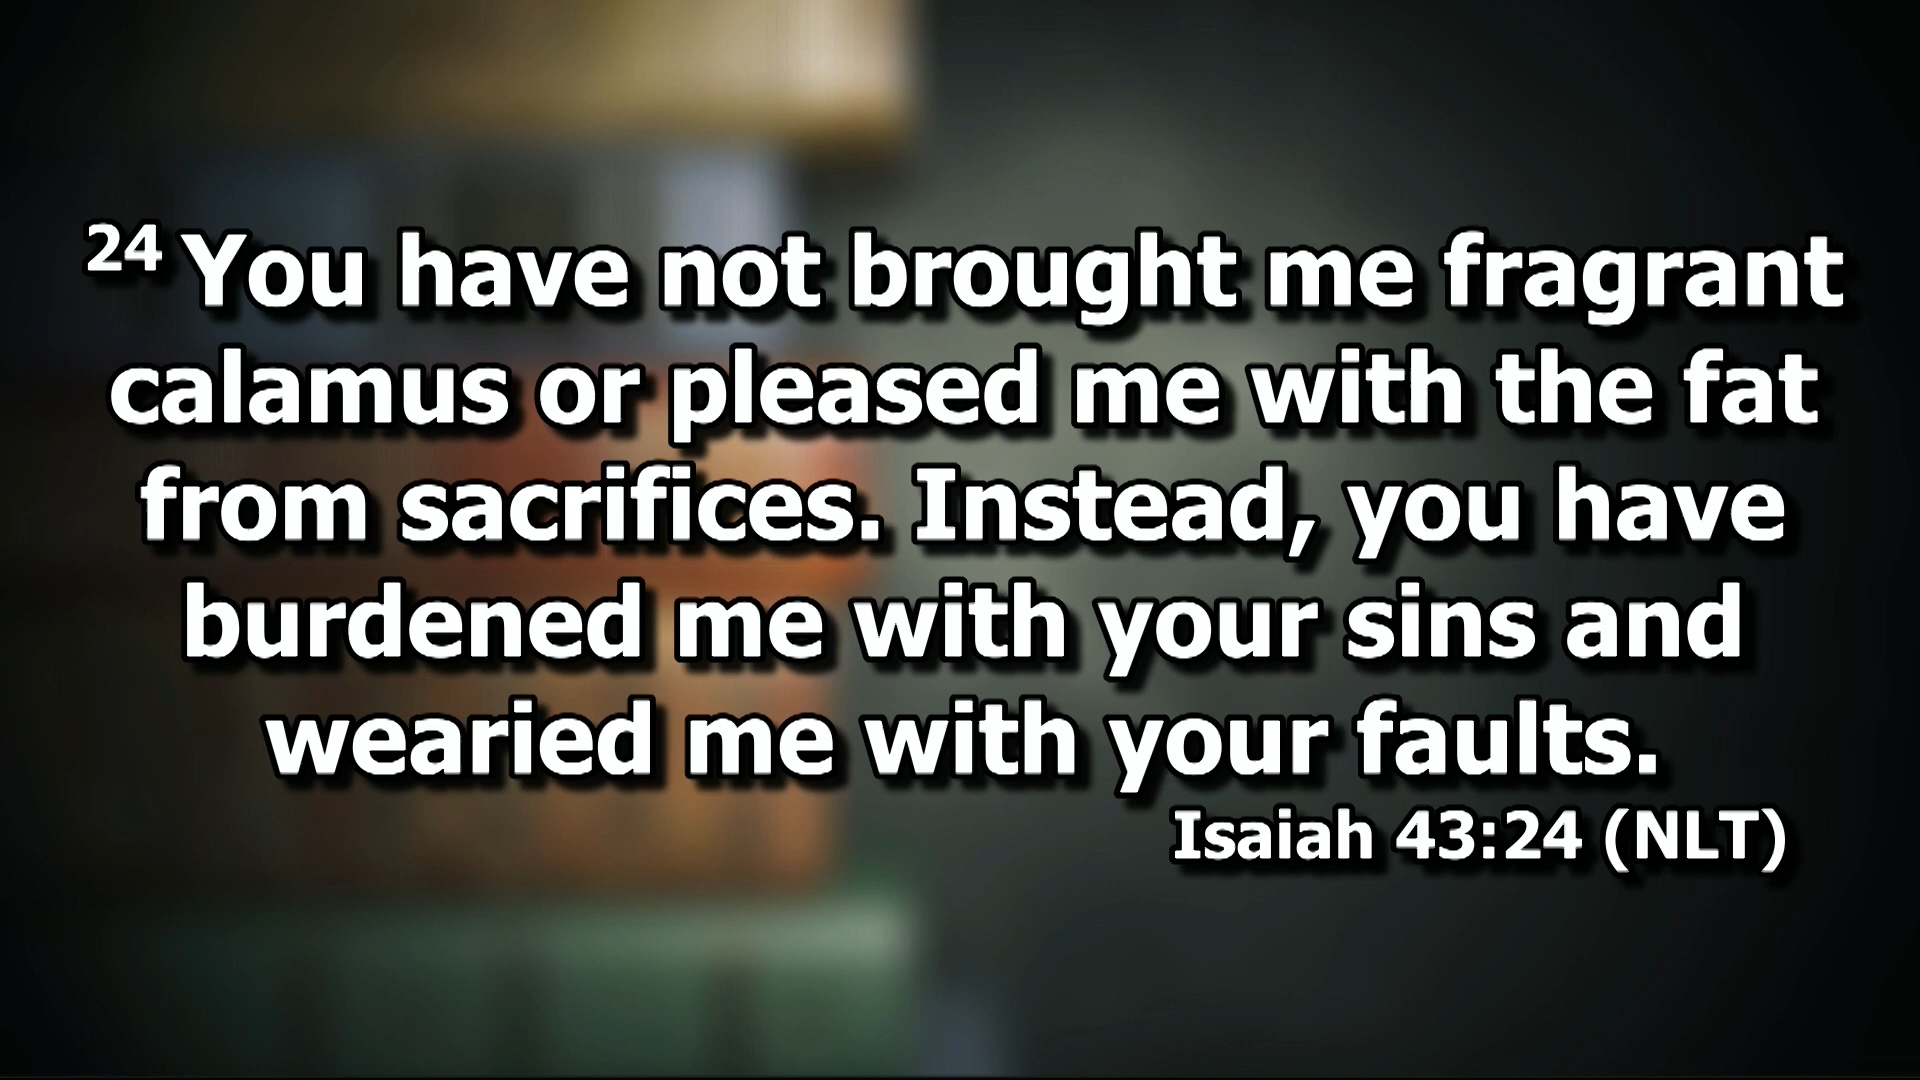 24 You have not brought me fragrant
calamus or pleased me with the fat
from sacrifices. Instead, you have
burdened me with your sins and
wearied me with your faults.
Isaiah 43:24 (NLT)